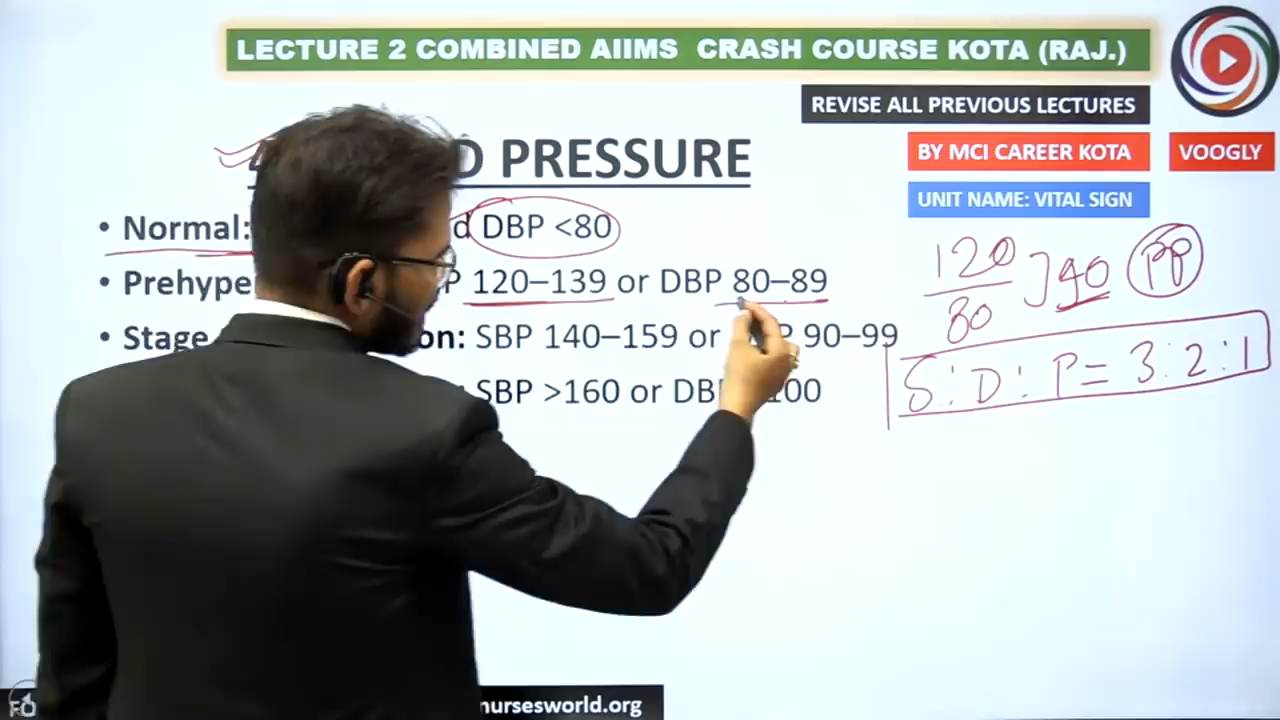 LECTURE 2 COMBINED AIIMS CRASH COURSE KOTA (RAJ.)
REVISE ALL PREVIOUS LECTURES
BY MCI CAREER KOTA
VOOGLY
UNIT NAME: VITAL SIGN
PRESSURE
• Normal: DBP <80
• Prehype 120–139 or DBP 80–89
• Stage on: SBP 140–159 or 90–99
SBP >160 or DB 100
120
80
40
PP
S : D : P = 3 : 2 : 1
nursesworld.org